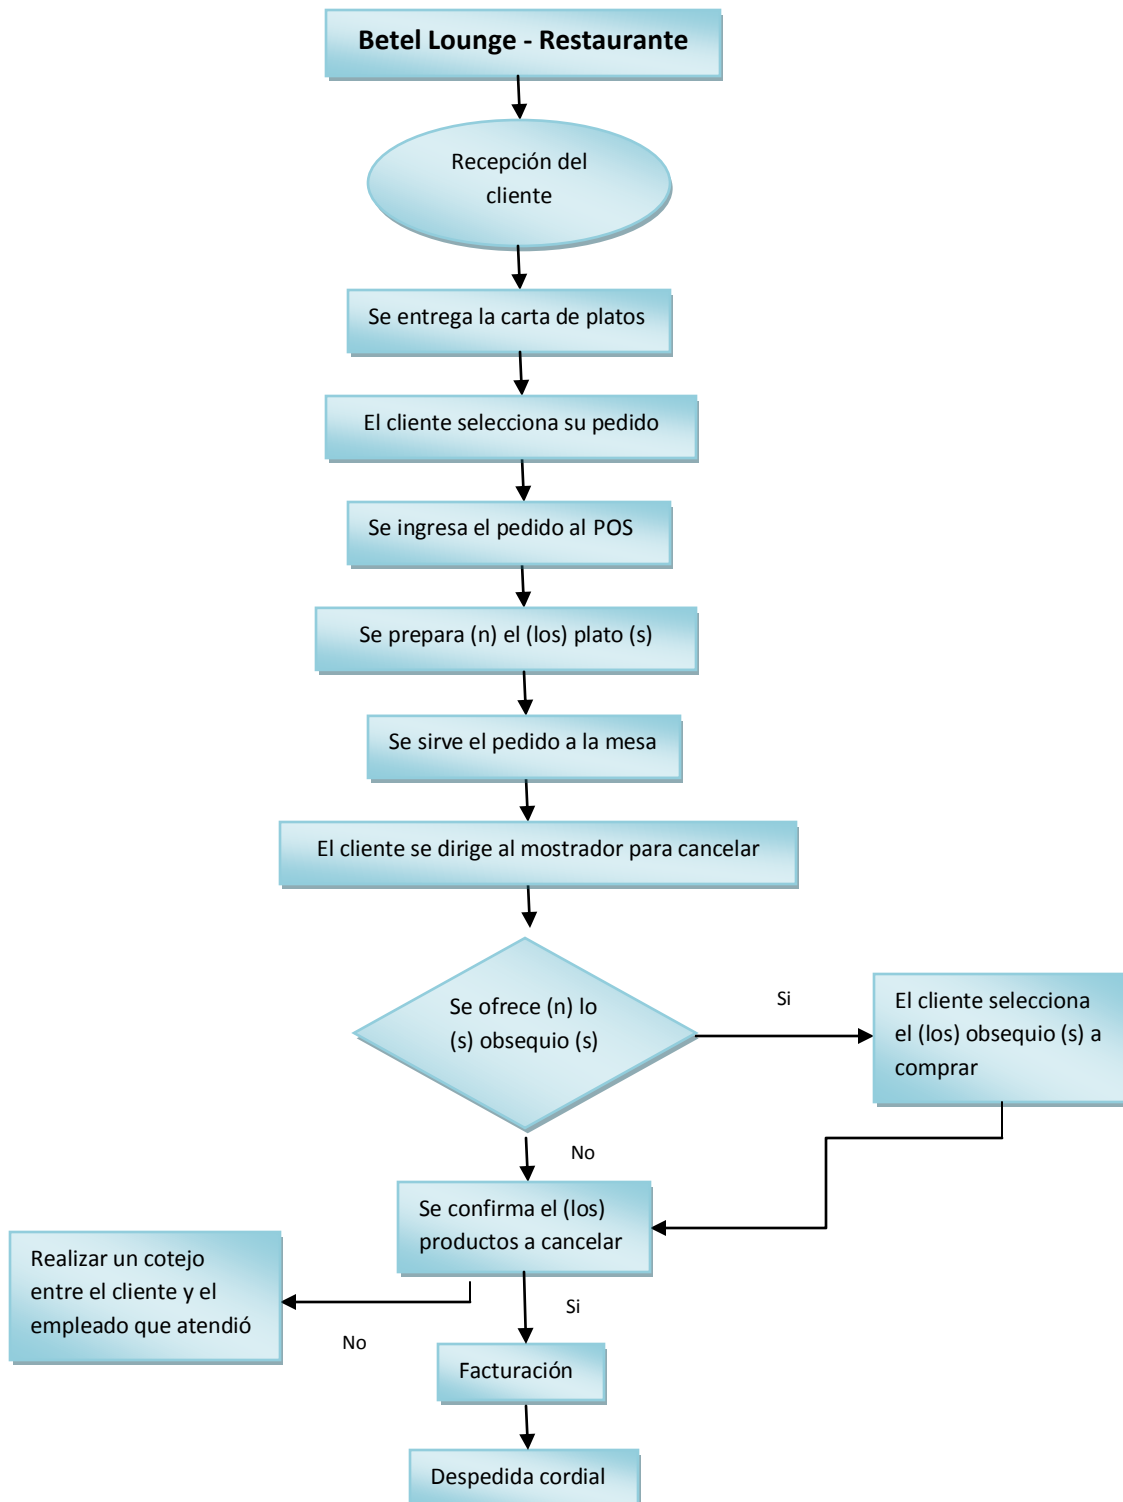 Betel Lounge - Restaurante
Recepción del
cliente
Se entrega la carta de platos
El cliente selecciona su pedido
Se ingresa el pedido al POS
Se prepara (n) el (los) plato (s)
Se sirve el pedido a la mesa
El cliente se dirige al mostrador para cancelar
Se ofrece (n) lo
(s) obsequio (s)
Si
El cliente selecciona
el (los) obsequio (s) a
comprar
No
Se confirma el (los)
productos a cancelar
Realizar un cotejo
entre el cliente y el
empleado que atendió
No
Si
Facturación
Despedida cordial